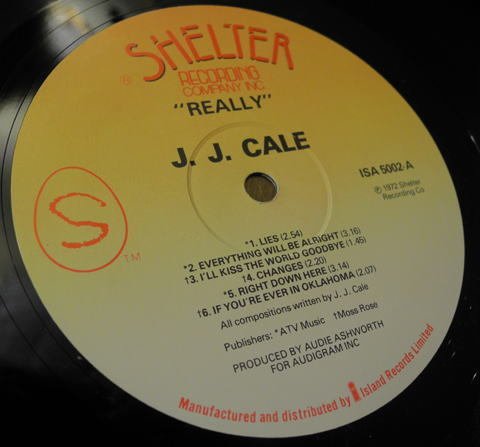 SHELTER
®
RECORDING
COMPANY INC
"REALLY"
J. J. CALE
ISA 5002·A
℗ 1972 Shelter
Recording Co
S
TM
*1. LIES (2.54)
*2. EVERYTHING WILL BE ALRIGHT (3.16)
†3. I'LL KISS THE WORLD GOODBYE (1.45)
†4. CHANGES (2.20)
*5. RIGHT DOWN HERE (3.14)
†6. IF YOU'RE EVER IN OKLAHOMA (2.07)
All compositions written by J. J. Cale
Publishers: *ATV Music †Moss Rose
PRODUCED BY AUDIE ASHWORTH
FOR AUDIGRAM INC
Manufactured and distributed by i Island Records Limited